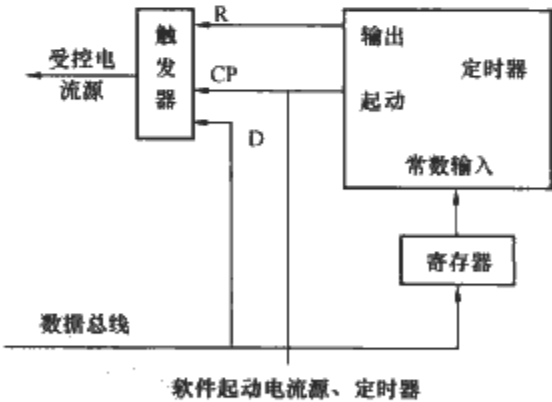 R
触发器
输出
受控电
流源
定时器
CP
起动
D
常数输入
寄存器
数据总线
软件起动电流源、定时器